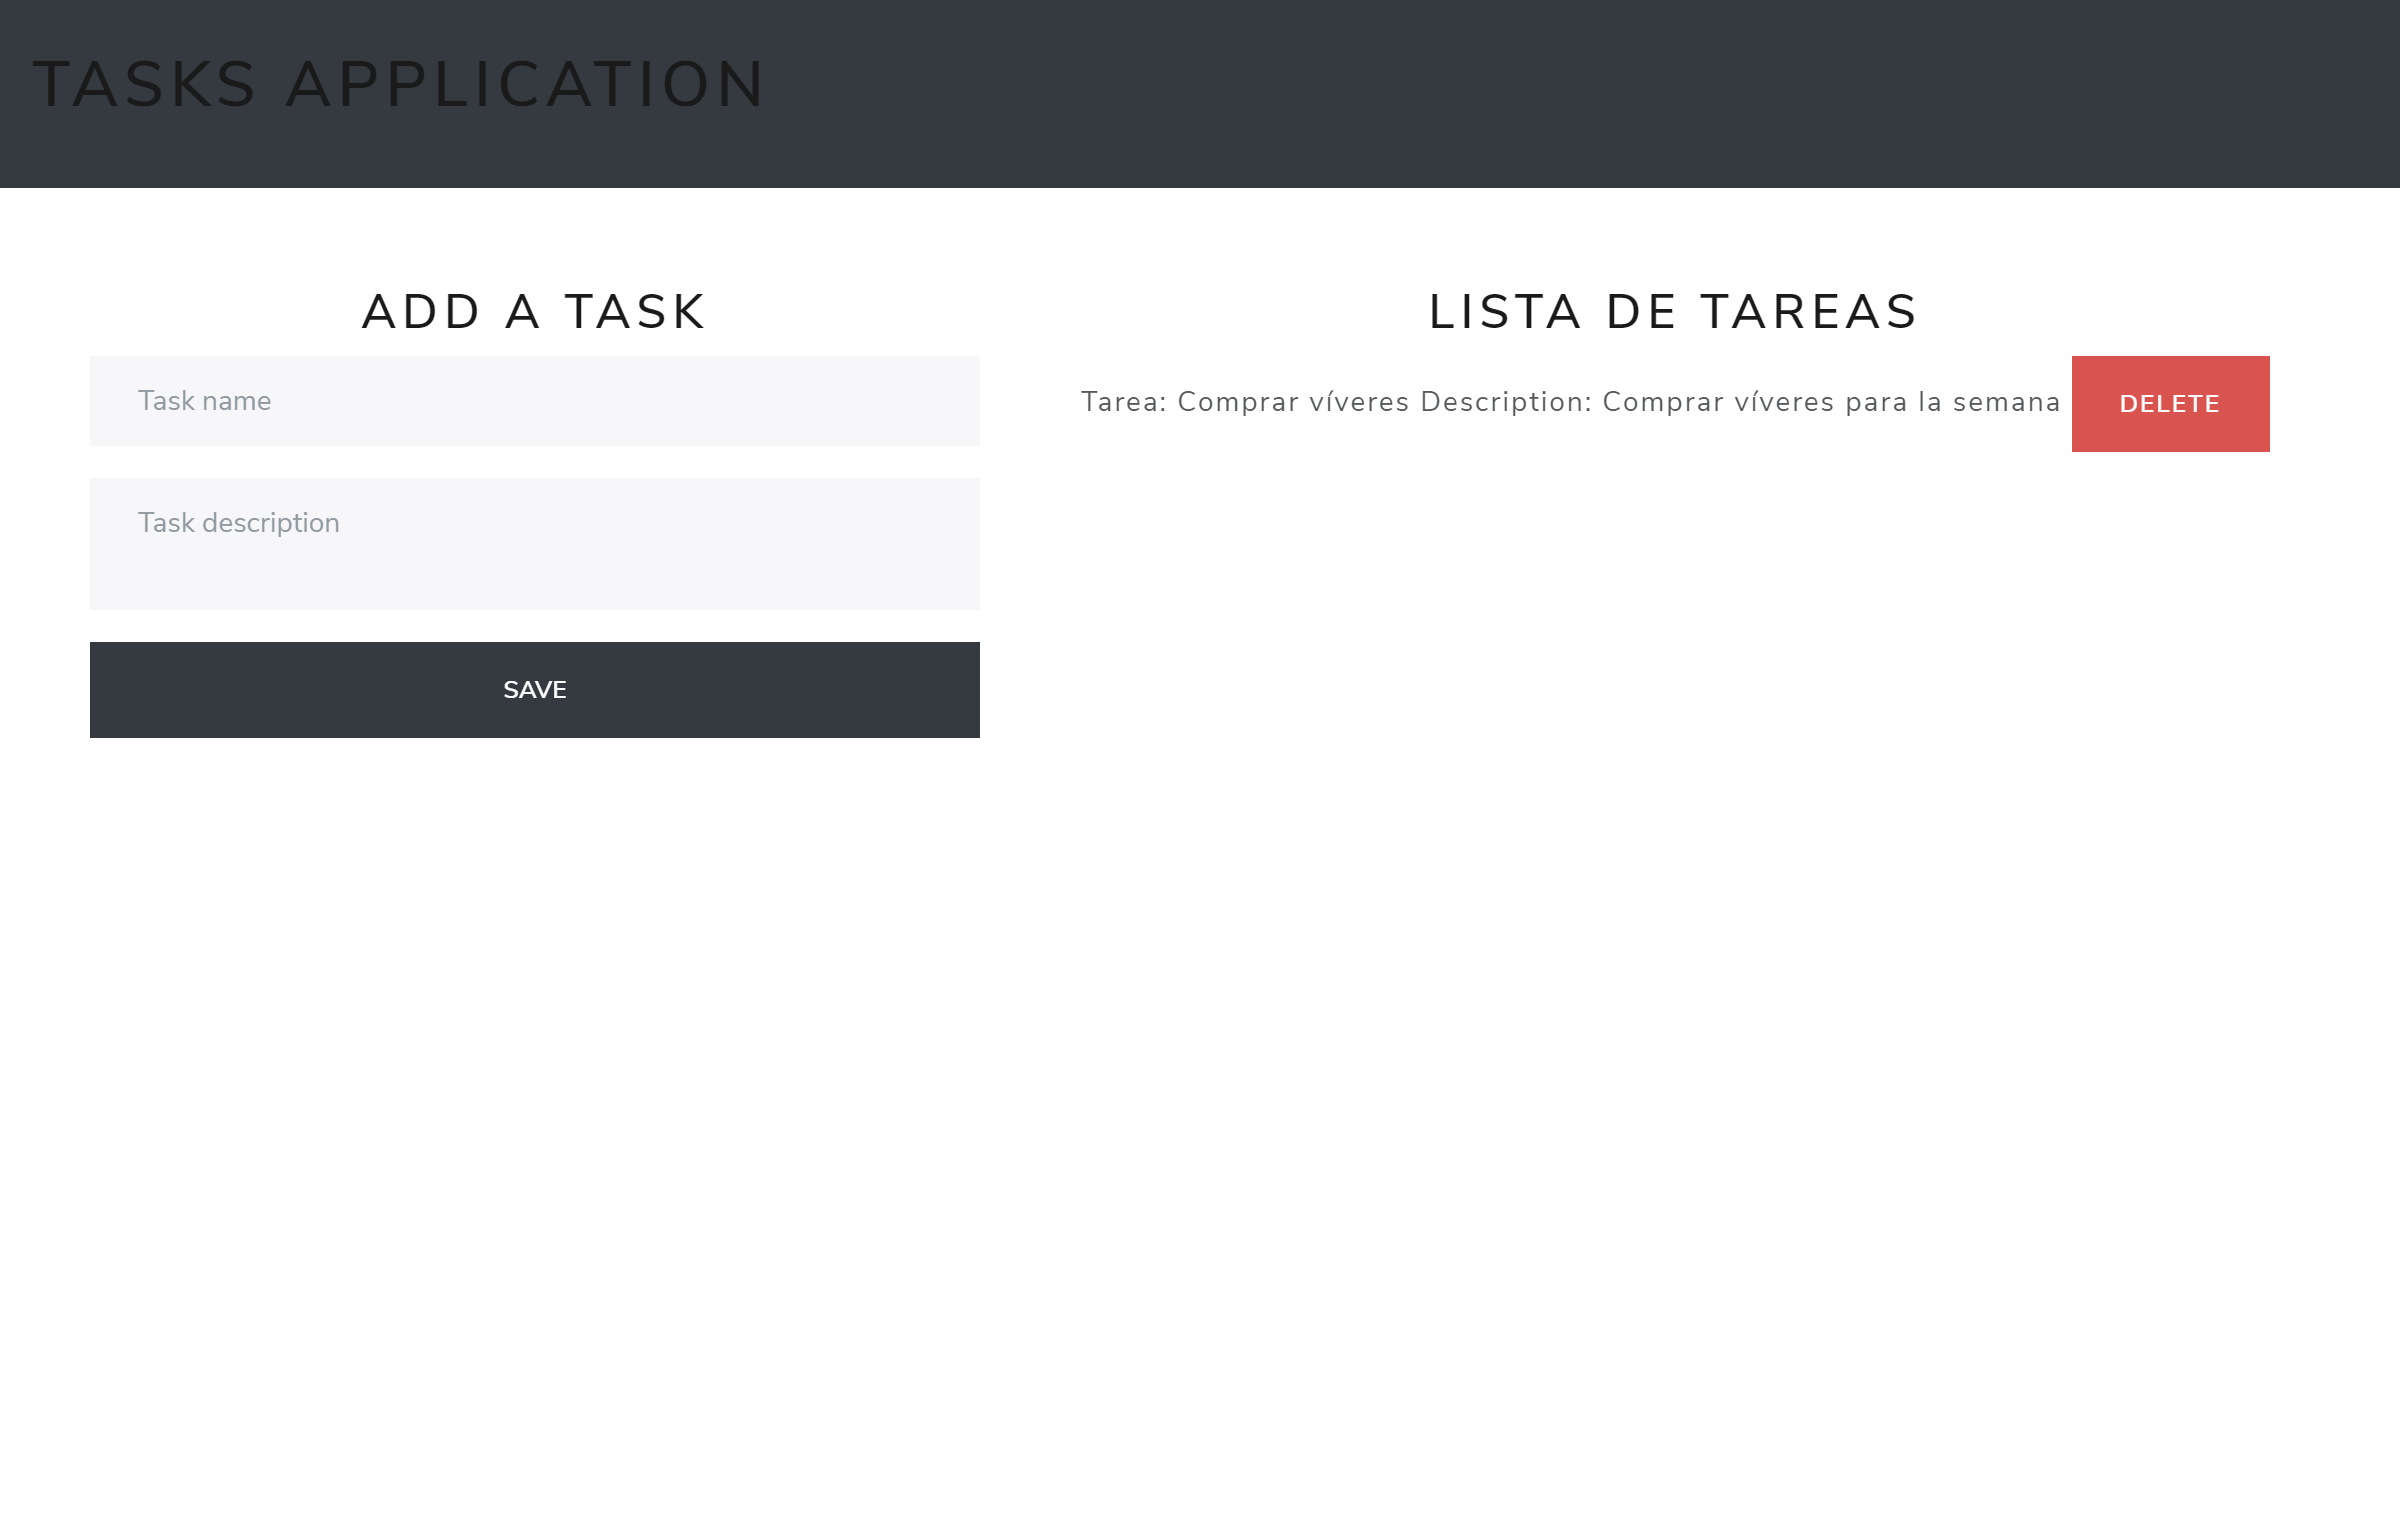 TASKS APPLICATION
ADD A TASK
Task name
Task description
SAVE
LISTA DE TAREAS
Tarea: Comprar víveres Description: Comprar víveres para la semana DELETE